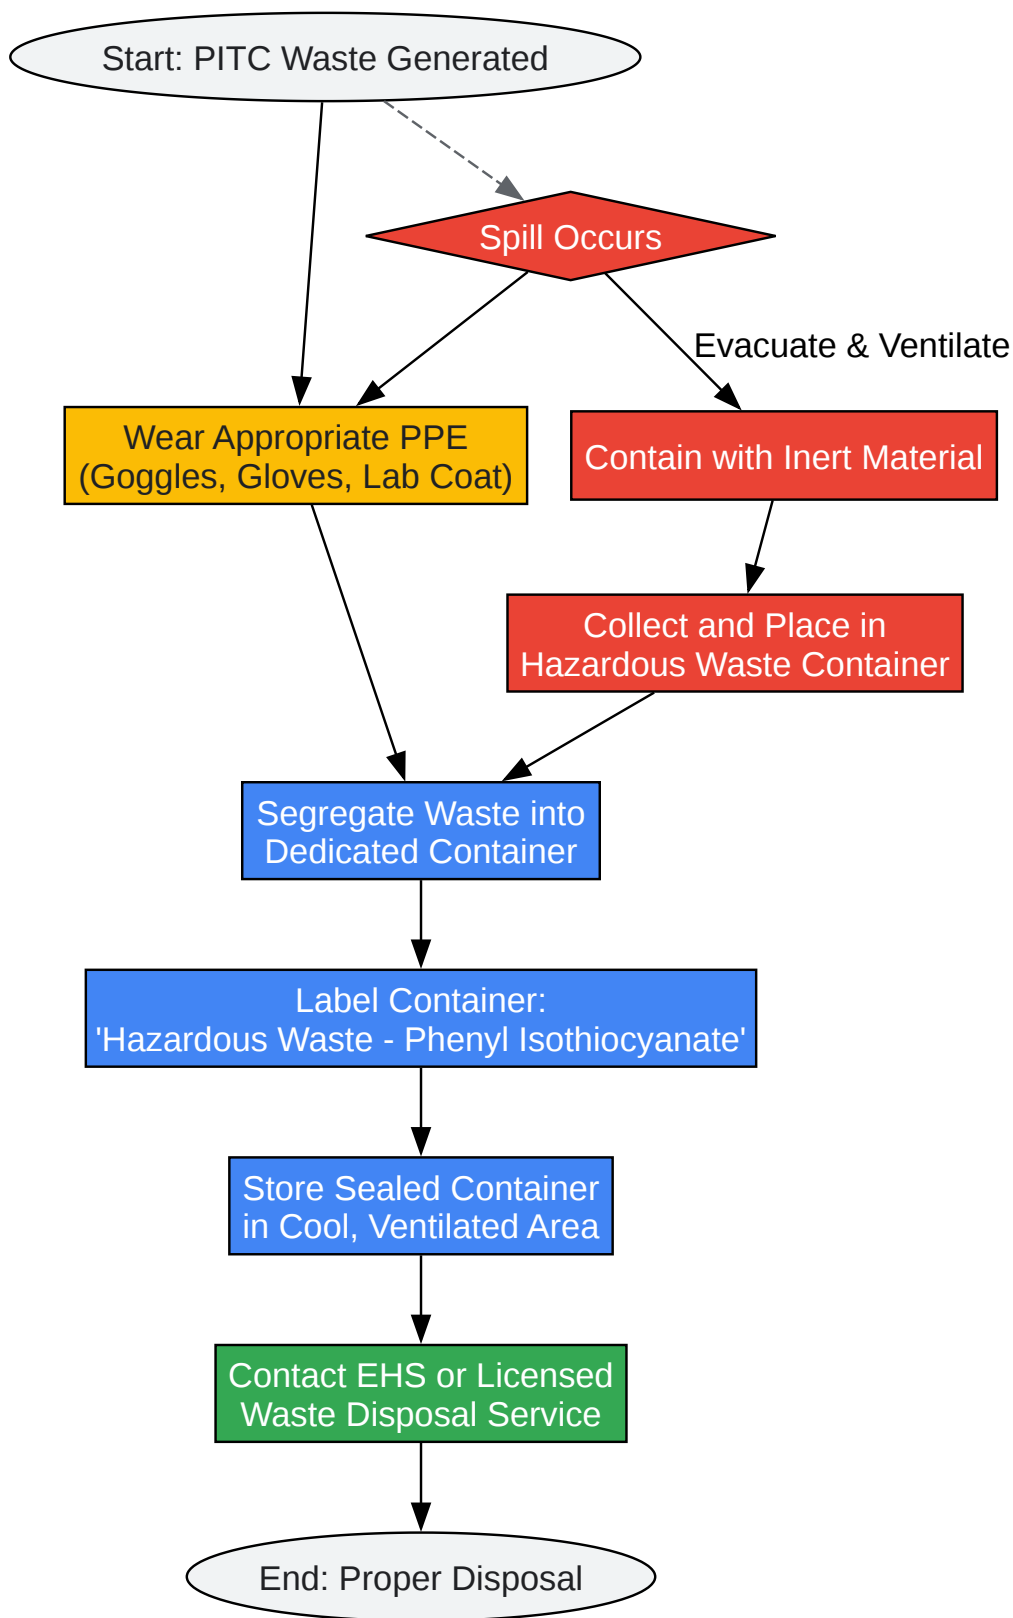 Start: PITC Waste Generated
Spill Occurs
Evacuate & Ventilate
Wear Appropriate PPE
(Goggles, Gloves, Lab Coat)
Contain with Inert Material
Collect and Place in
Hazardous Waste Container
Segregate Waste into
Dedicated Container
Label Container:
'Hazardous Waste - Phenyl Isothiocyanate'
Store Sealed Container
in Cool, Ventilated Area
Contact EHS or Licensed
Waste Disposal Service
End: Proper Disposal